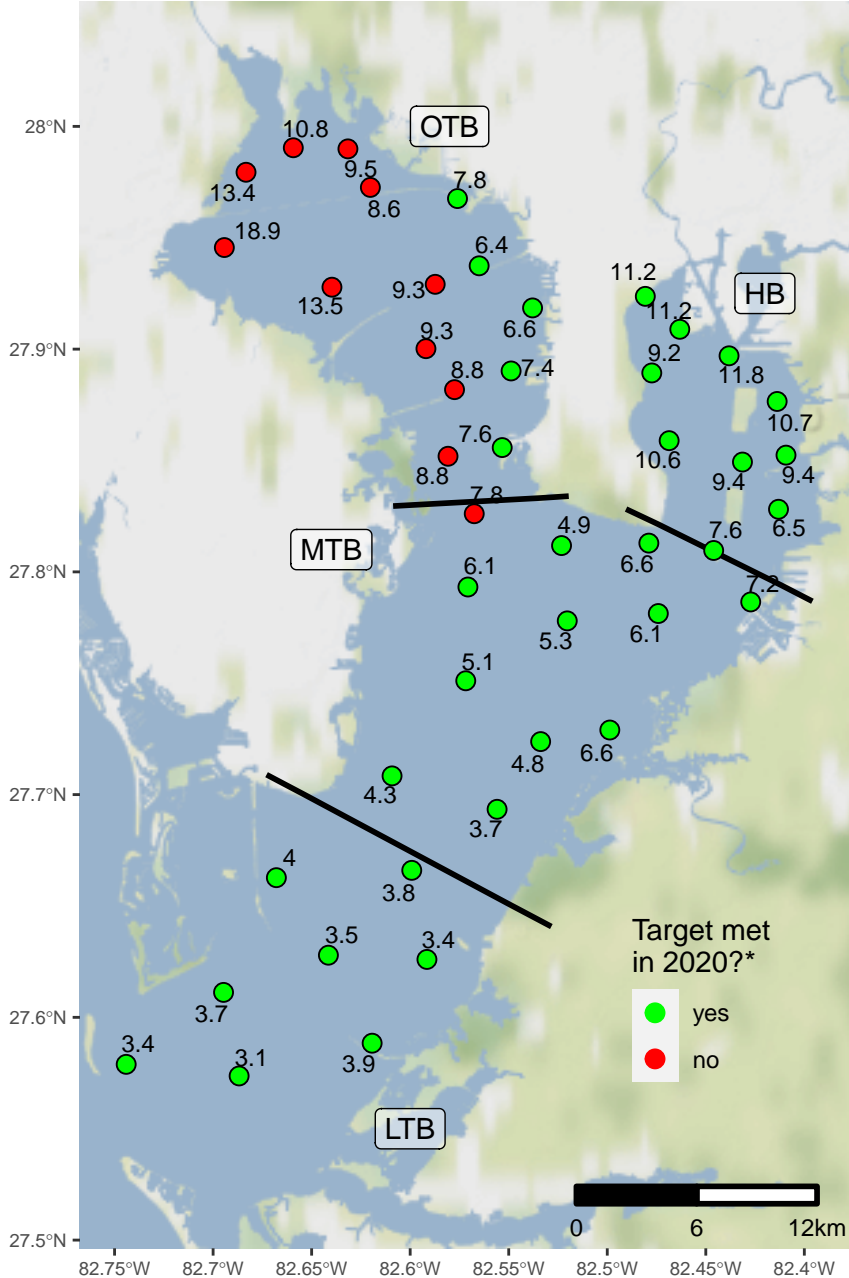 OTB
28°N
10.8
9.5
13.4
8.6
7.8
18.9
6.4
11.2
HB
13.5
9.3
6.6
11.2
27.9°N
9.3
9.2
11.8
8.8
7.4
10.7
7.6
10.6
9.4
9.4
8.8
7.8
6.5
MTB
4.9
6.6
7.6
27.8°N
6.1
7.2
5.3
6.1
5.1
4.8
6.6
27.7°N
4.3
3.7
4
3.8
3.5
3.4
Target met
in 2020?*
yes
no
3.7
27.6°N
3.4
3.1
3.9
LTB
0
6
12km
27.5°N
82.75°W
82.7°W
82.65°W
82.6°W
82.55°W
82.5°W
82.45°W
82.4°W